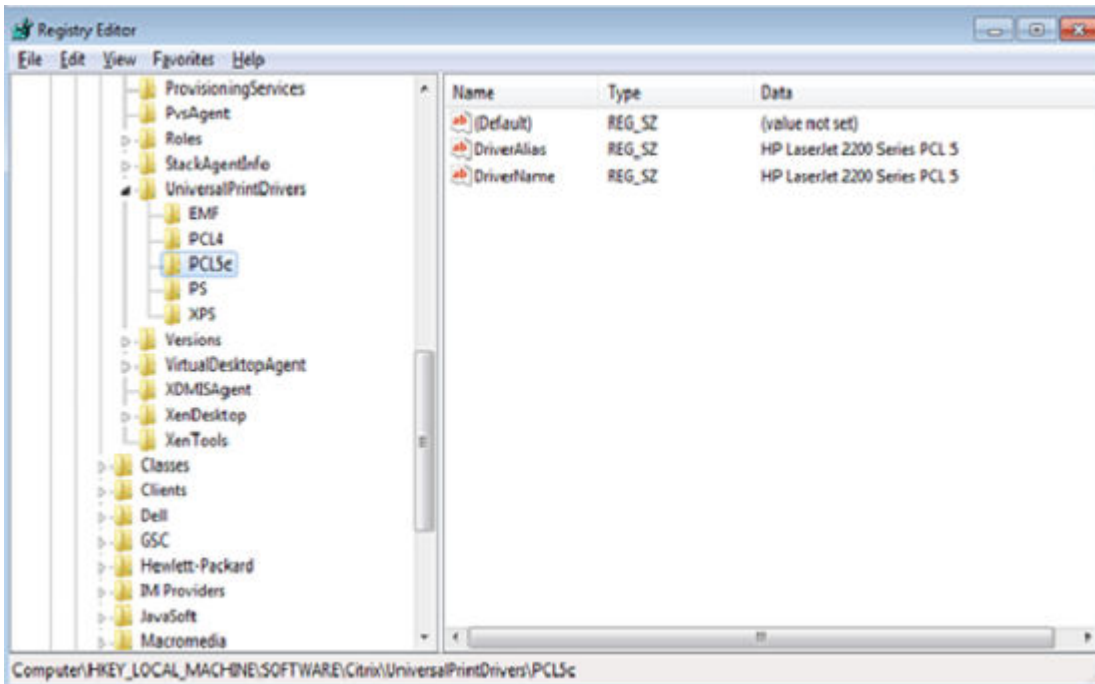 Registry Editor
File Edit View Favorites Help
ProvisioningServices
PvsAgent
Roles
StackAgentInfo
UniversalPrintDrivers
EMF
PCL4
PCL5c
PS
XPS
Versions
VirtualDesktopAgent
XDMISAgent
XenDesktop
XenTools
Classes
Clients
Dell
GSC
Hewlett-Packard
IM Providers
JavaSoft
Macromedia
Name Type Data
ab (Default) REG_SZ (value not set)
ab DriverAlias REG_SZ HP LaserJet 2200 Series PCL 5
ab DriverName REG_SZ HP LaserJet 2200 Series PCL 5
Computer\HKEY_LOCAL_MACHINE\SOFTWARE\Citrix\UniversalPrintDrivers\PCL5c